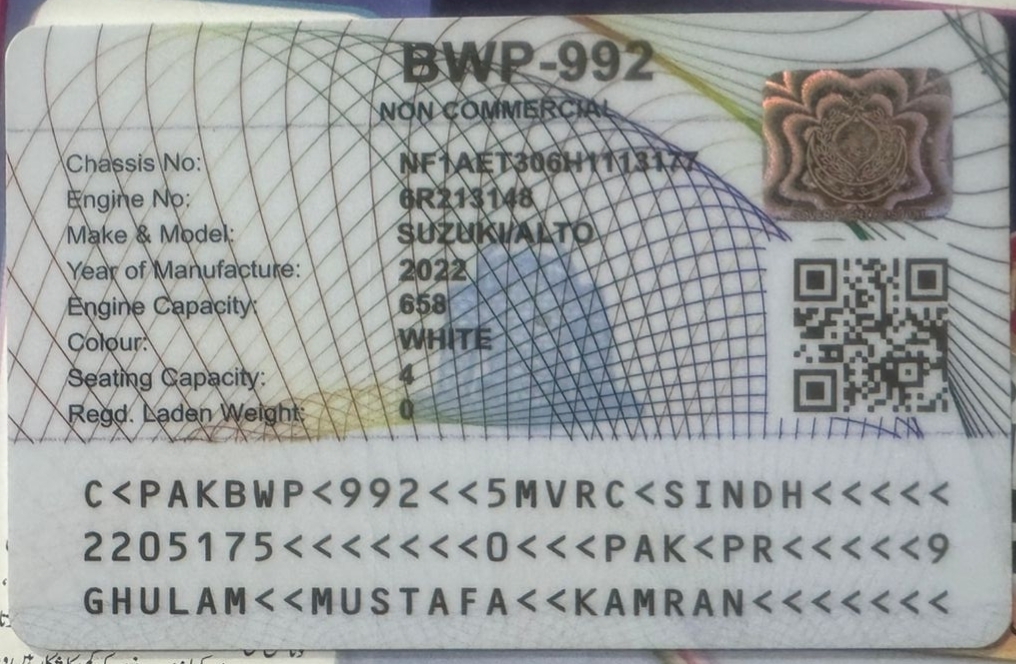 BWP-992
NON COMMERCIAL
Chassis No: NF1AET306H1113177
Engine No: 6R213148
Make & Model: SUZUKI/ALTO
Year of Manufacture: 2022
Engine Capacity: 658
Colour: WHITE
Seating Capacity: 4
Regd. Laden Weight: 0
C<PAKBWP<992<<5MVRC<SINDH<<<<<
2205175<<<<<<<<0<<<PAK<PR<<<<<9
GHULAM<<MUSTAFA<<KAMRAN<<<<<<<